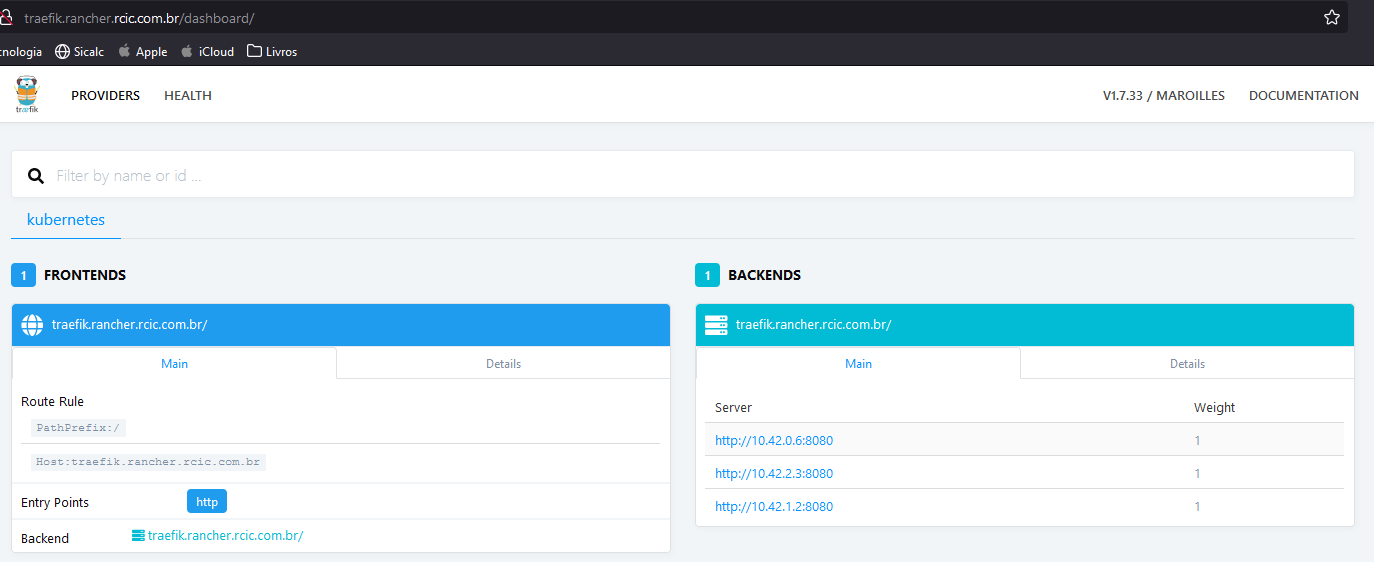 traefik.rancher.rcic.com.br/dashboard/
cnologia Sicalc Apple iCloud Livros
træfik PROVIDERS HEALTH V1.7.33 / MAROILLES DOCUMENTATION
Filter by name or id ...
kubernetes
1 FRONTENDS
traefik.rancher.rcic.com.br/
Main Details
Route Rule
PathPrefix:/
Host:traefik.rancher.rcic.com.br
Entry Points http
Backend traefik.rancher.rcic.com.br/
1 BACKENDS
traefik.rancher.rcic.com.br/
Main Details
Server Weight
http://10.42.0.6:8080 1
http://10.42.2.3:8080 1
http://10.42.1.2:8080 1